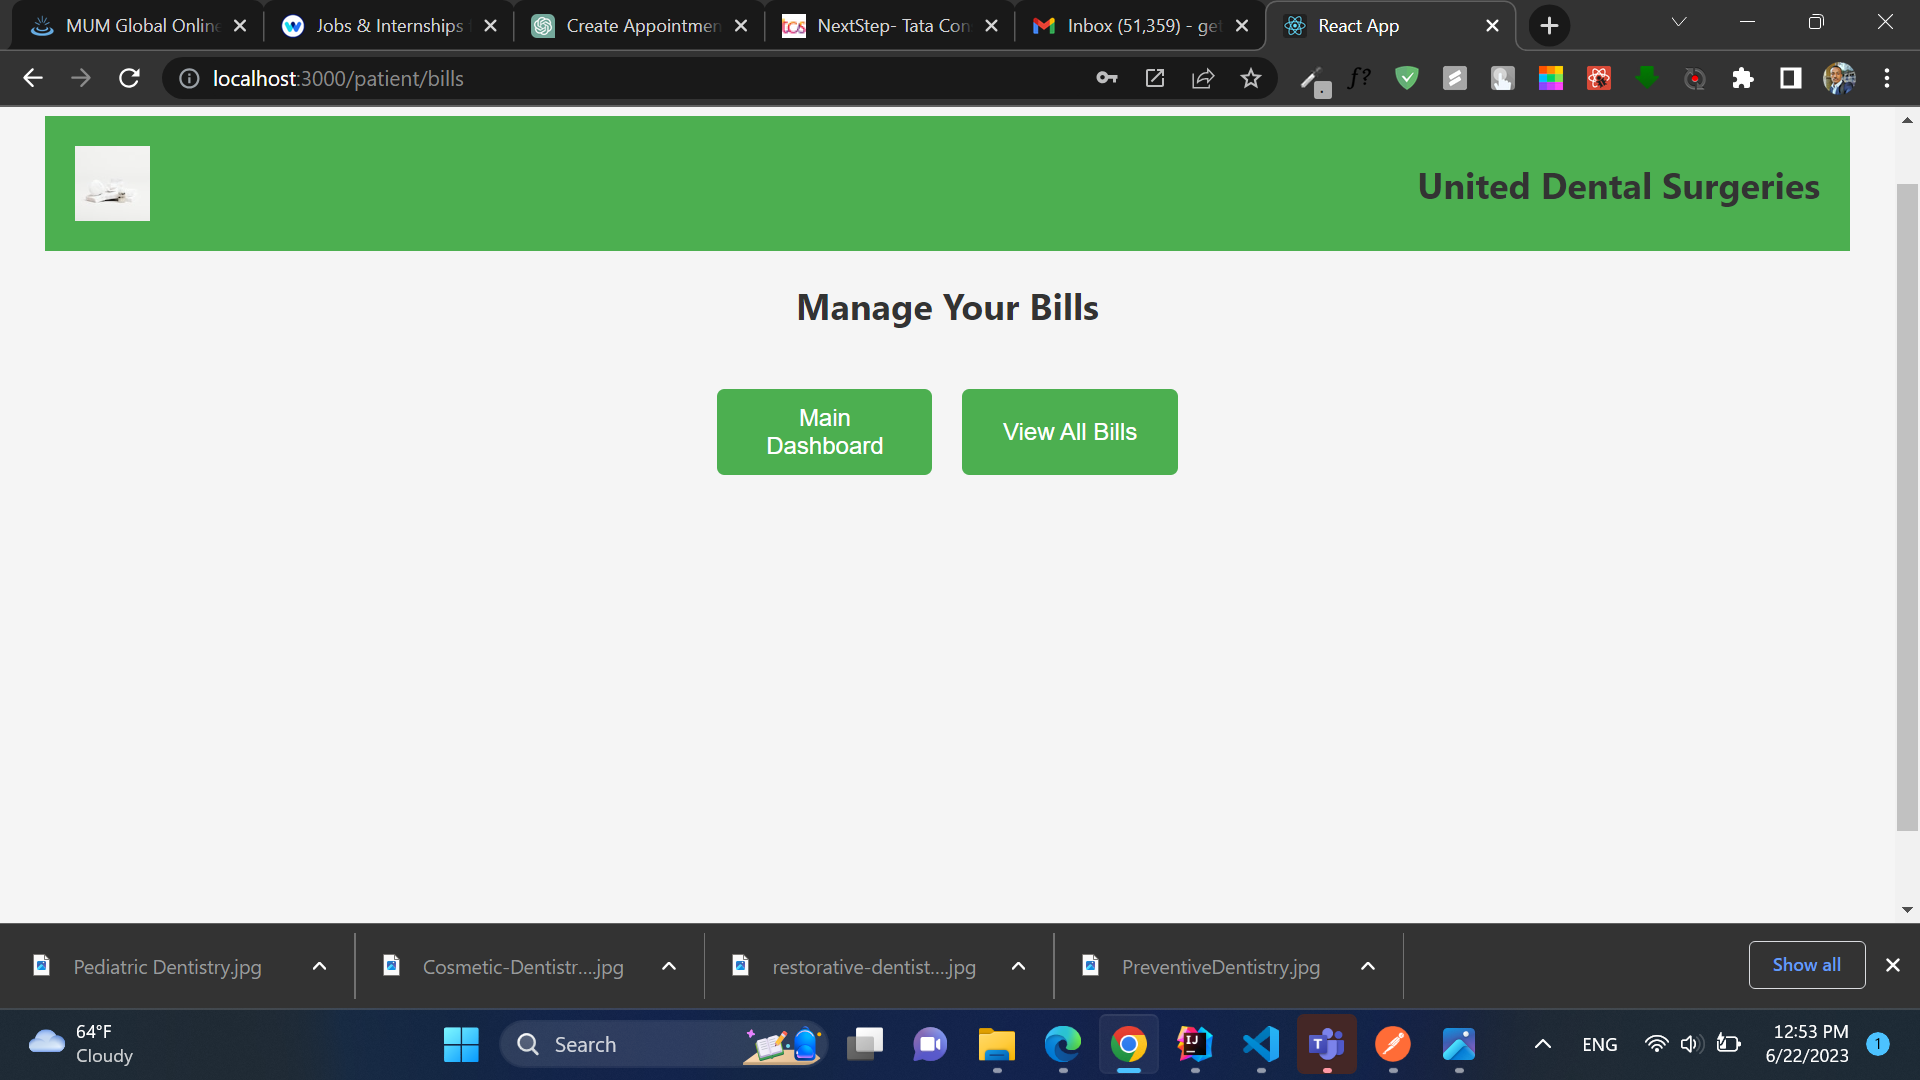 MUM Global Online
Jobs & Internships
Create Appointmen
NextStep- Tata Con
Inbox (51,359) - get
React App
localhost:3000/patient/bills
f?
United Dental Surgeries
Manage Your Bills
Main
Dashboard
View All Bills
Pediatric Dentistry.jpg
Cosmetic-Dentistr....jpg
restorative-dentist....jpg
PreventiveDentistry.jpg
Show all
64°F
Cloudy
Search
ENG
12:53 PM
6/22/2023
1